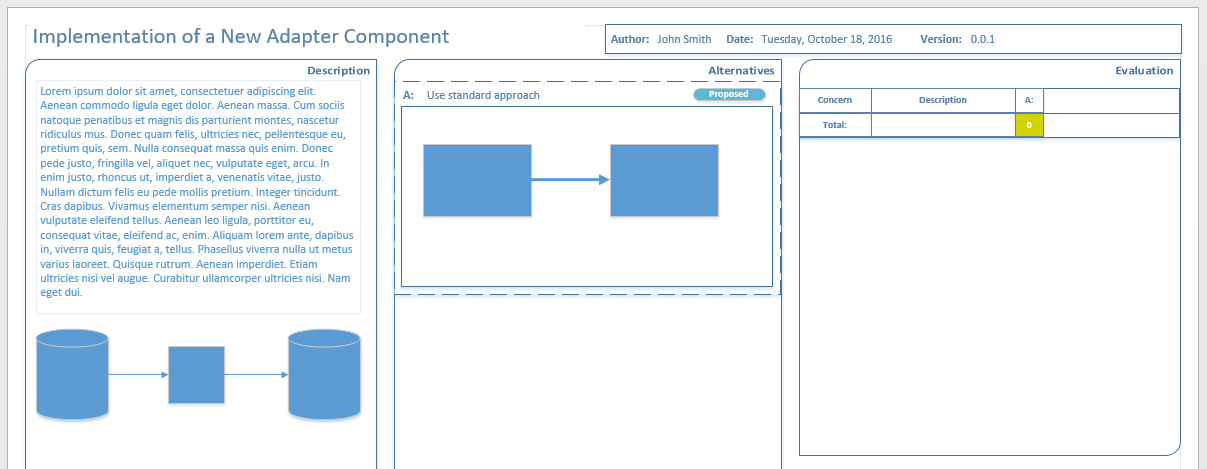 Implementation of a New Adapter Component
Author: John Smith Date: Tuesday, October 18, 2016 Version: 0.0.1
Description
Lorem ipsum dolor sit amet, consectetuer adipiscing elit.
Aenean commodo ligula eget dolor. Aenean massa. Cum sociis
natoque penatibus et magnis dis parturient montes, nascetur
ridiculus mus. Donec quam felis, ultricies nec, pellentesque eu,
pretium quis, sem. Nulla consequat massa quis enim. Donec
pede justo, fringilla vel, aliquet nec, vulputate eget, arcu. In
enim justo, rhoncus ut, imperdiet a, venenatis vitae, justo.
Nullam dictum felis eu pede mollis pretium. Integer tincidunt.
Cras dapibus. Vivamus elementum semper nisi. Aenean
vulputate eleifend tellus. Aenean leo ligula, porttitor eu,
consequat vitae, eleifend ac, enim. Aliquam lorem ante, dapibus
in, viverra quis, feugiat a, tellus. Phasellus viverra nulla ut metus
varius laoreet. Quisque rutrum. Aenean imperdiet. Etiam
ultricies nisi vel augue. Curabitur ullamcorper ultricies nisi. Nam
eget dui.
Alternatives
A: Use standard approach Proposed
Evaluation
Concern Description A:
Total: 0